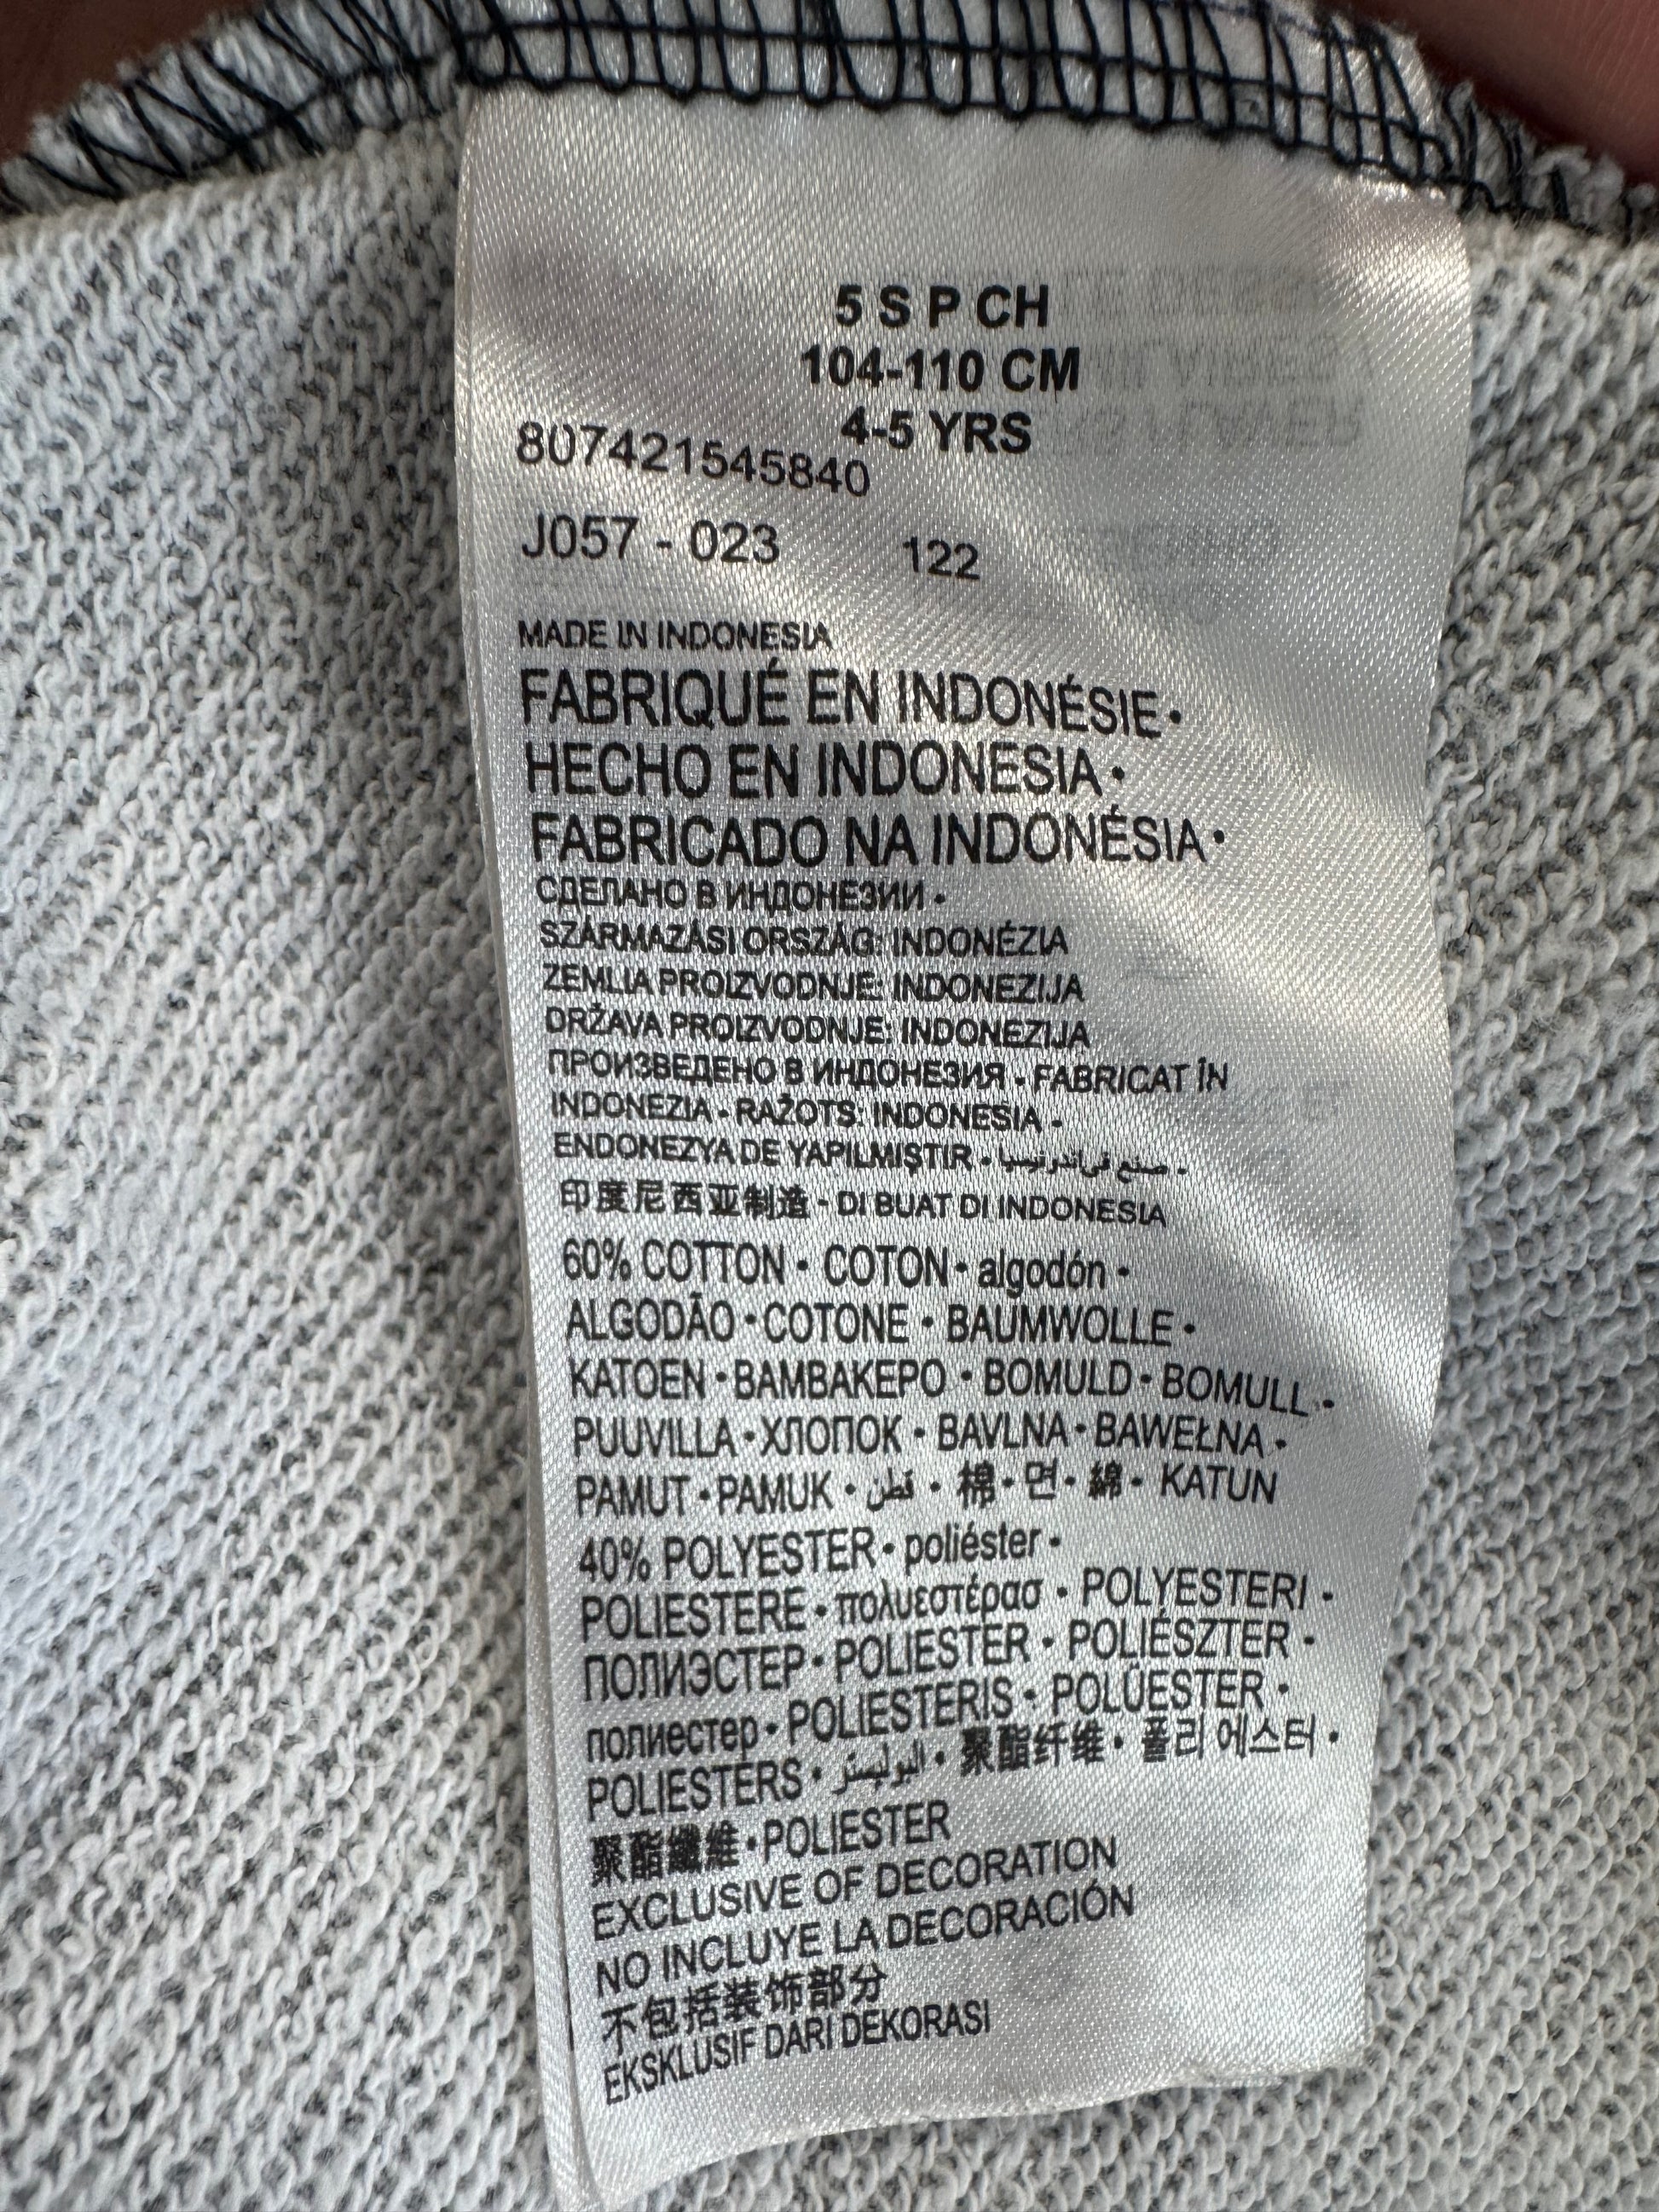 5 S P CH
104-110 CM
4-5 YRS
807421545840
J057 - 023 122
MADE IN INDONESIA
FABRIQUÉ EN INDONÉSIE •
HECHO EN INDONESIA •
FABRICADO NA INDONÉSIA •
СДЕЛАНО В ИНДОНЕЗИИ •
SZÁRMAZÁSI ORSZÁG: INDONÉZIA
ZEMLIA PROIZVODNJE: INDONEZIJA
DRŽAVA PROIZVODNJE: INDONEZIJA
ПРОИЗВЕДЕНО В ИНДОНЕЗИЯ • FABRICAT ÎN
INDONEZIA • RAŽOTS: INDONESIA •
ENDONEZYA DE YAPILMIŞTIR • صنع في اندونيسيا •
印度尼西亚制造 • DI BUAT DI INDONESIA
60% COTTON • COTON • algodón •
ALGODÃO • COTONE • BAUMWOLLE •
KATOEN • BAMBAKEPO • BOMULD • BOMULL •
PUUVILLA • ХЛОПОК • BAVLNA • BAWEŁNA •
PAMUT • PAMUK • قطن • 棉 • 면 • 綿 • KATUN
40% POLYESTER • poliéster •
POLIESTERE • πολυεστέρασ • POLYESTERI •
ПОЛИЭСТЕР • POLIESTER • POLIÉSZTER •
полиестер • POLIESTERIS • POLÜESTER •
POLIESTERS • البوليستر • 聚酯纤维 • 폴리 에스터 •
聚酯纖維 • POLIESTER
EXCLUSIVE OF DECORATION
NO INCLUYE LA DECORACIÓN
不包括装饰部分
EKSKLUSIF DARI DEKORASI